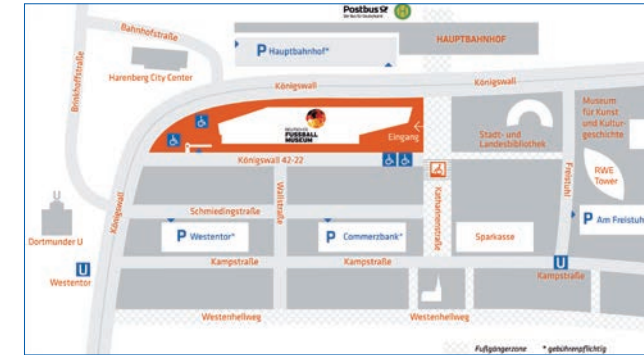 Postbus
Bahnhofstraße
P Hauptbahnhof*
HAUPTBAHNHOF
Brinkhoffstraße
Harenberg City Center
Königswall
Königswall
Museum
für Kunst
und Kultur-
geschichte
DEUTSCHES
FUSSBALL
MUSEUM
Eingang
Stadt- und
Landesbibliothek
Königswall 42-22
Freistuhl
RWE
Tower
U
Dortmunder U
Königswall
Wallstraße
Katharinenstraße
Schmiedingstraße
P Westentor*
P Commerzbank*
Sparkasse
P Am Freistuh
U
Westentor
Kampstraße
Kampstraße
U
Kampstraße
Westenhellweg
Westenhellweg
Fußgängerzone * gebührenpflichtig